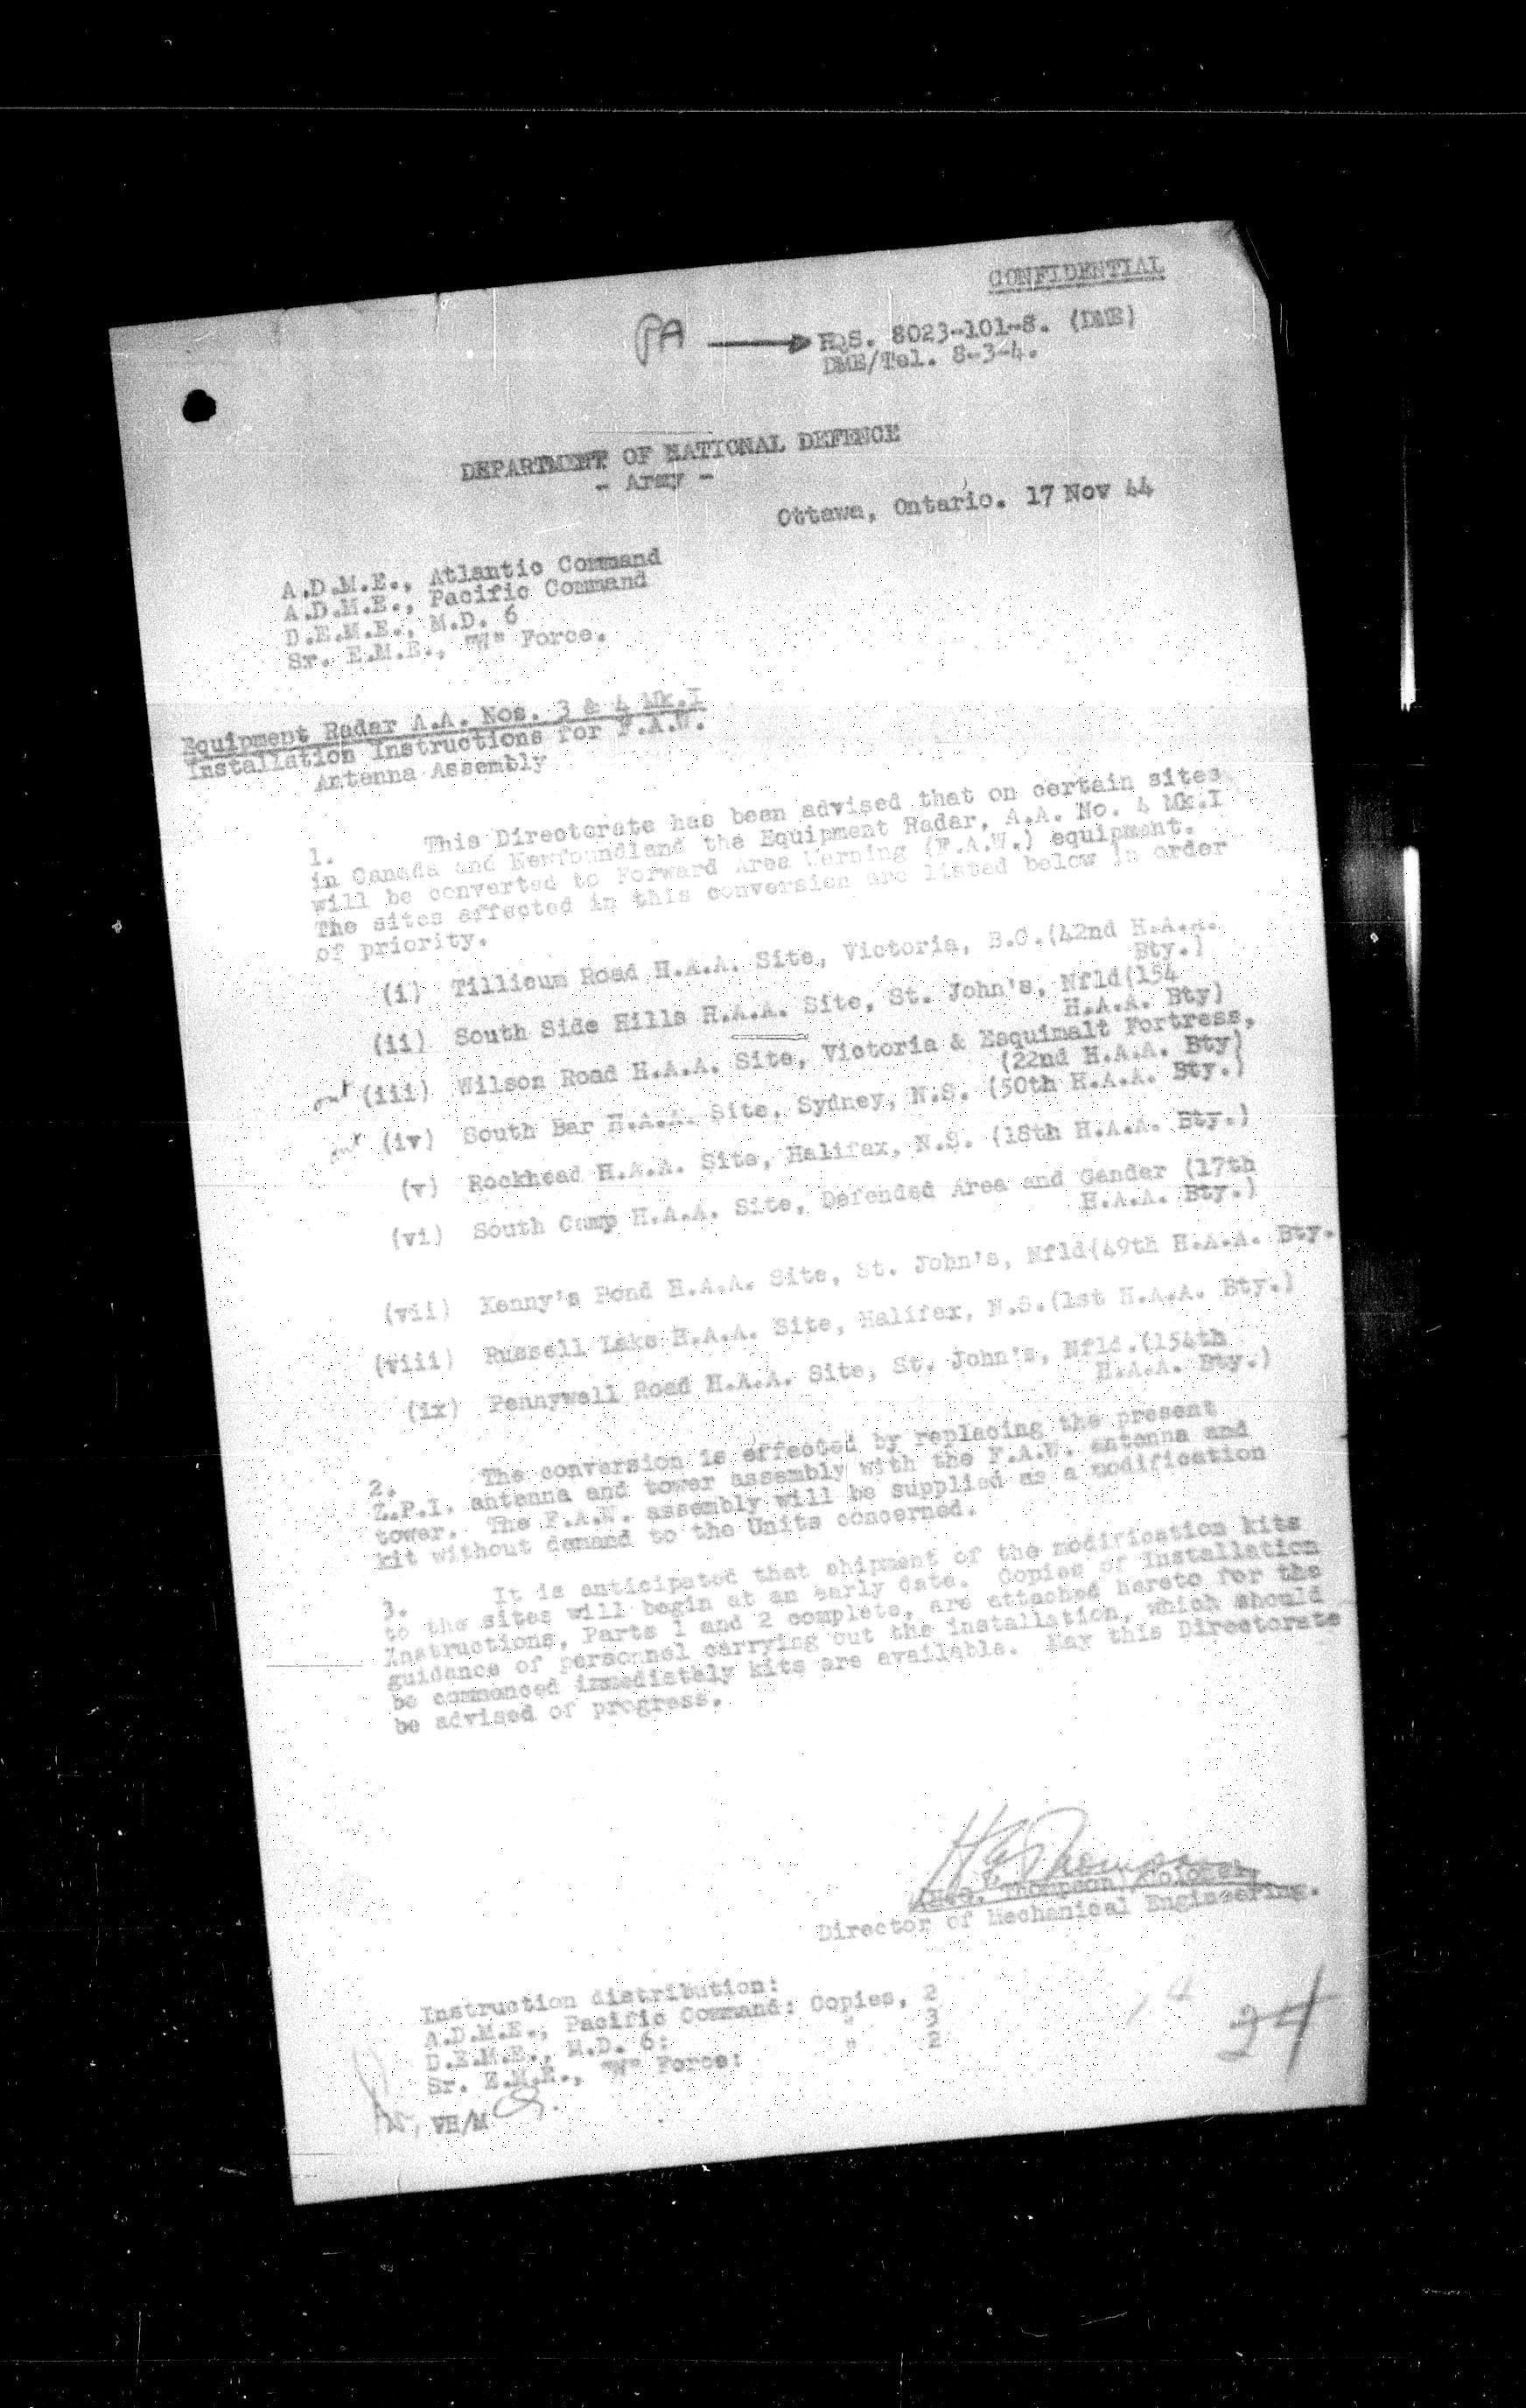 CONFIDENTIAL
PA
HQS. 8023-101-8. (DME)
DME/Tel. 8-3-4.
DEPARTMENT OF NATIONAL DEFENCE
- Army -
Ottawa, Ontario. 17 Nov 44
A.D.M.E., Atlantic Command
A.D.M.E., Pacific Command
D.E.M.E., M.D. 6
Sr. E.M.E., "W" Force.
Equipment Radar A.A. Nos. 3 & 4 Mk.I
Installation Instructions for F.A.W.
Antenna Assembly
1. This Directorate has been advised that on certain sites
in Canada and Newfoundland the Equipment Radar, A.A. No. 4 Mk.I
will be converted to Forward Area Warning (F.A.W.) equipment.
The sites affected in this conversion are listed below in order
of priority.
(i) Tillicum Road H.A.A. Site, Victoria, B.C.(42nd H.A.A.
Bty.)
(ii) South Side Hills H.A.A. Site, St. John's, Nfld(154
H.A.A. Bty)
(iii) Wilson Road H.A.A. Site, Victoria & Esquimalt Fortress,
(22nd H.A.A. Bty)
(iv) South Bar H.A.A. Site, Sydney, N.S. (50th H.A.A. Bty.)
(v) Rockhead H.A.A. Site, Halifax, N.S. (18th H.A.A. Bty.)
(vi) South Camp H.A.A. Site, Defended Area and Gander (17th
H.A.A. Bty.)
(vii) Kenny's Pond H.A.A. Site, St. John's, Nfld(49th H.A.A. Bty.
(viii) Russell Lake H.A.A. Site, Halifax, N.S.(1st H.A.A. Bty.)
(ix) Pennywell Road H.A.A. Site, St. John's, Nfld.(154th
H.A.A. Bty.)
2. The conversion is effected by replacing the present
Z.P.I. antenna and tower assembly with the F.A.W. antenna and
tower. The F.A.W. assembly will be supplied as a modification
kit without demand to the Units concerned.
3. It is anticipated that shipment of the modification kits
to the sites will begin at an early date. Copies of Installation
Instructions, Parts 1 and 2 complete, are attached hereto for the
guidance of personnel carrying out the installation, which should
be commenced immediately kits are available. May this Directorate
be advised of progress.
Thompson) Colonel,
Director of Mechanical Engineering.
Instruction distribution:
A.D.M.E., Pacific Command: Copies, 2
D.E.M.E., M.D. 6: " 3
Sr. E.M.E., "W" Force: " 2
VH/M
24